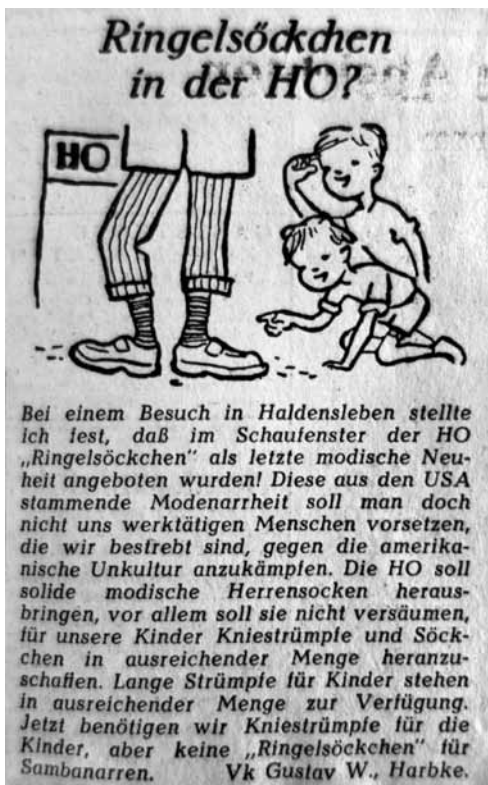 Ringelsöckchen
in der HO?
HO
Bei einem Besuch in Haldensleben stellte
ich fest, daß im Schaufenster der HO
„Ringelsöckchen" als letzte modische Neu-
heit angeboten wurden! Diese aus den USA
stammende Modenarrheit soll man doch
nicht uns werktätigen Menschen vorsetzen,
die wir bestrebt sind, gegen die amerika-
nische Unkultur anzukämpfen. Die HO soll
solide modische Herrensocken heraus-
bringen, vor allem soll sie nicht versäumen,
für unsere Kinder Kniestrümpfe und Söck-
chen in ausreichender Menge heranzu-
schaffen. Lange Strümpfe für Kinder stehen
in ausreichender Menge zur Verfügung.
Jetzt benötigen wir Kniestrümpfe für die
Kinder, aber keine „Ringelsöckchen" für
Sambanarren. Vk Gustav W., Harbke.